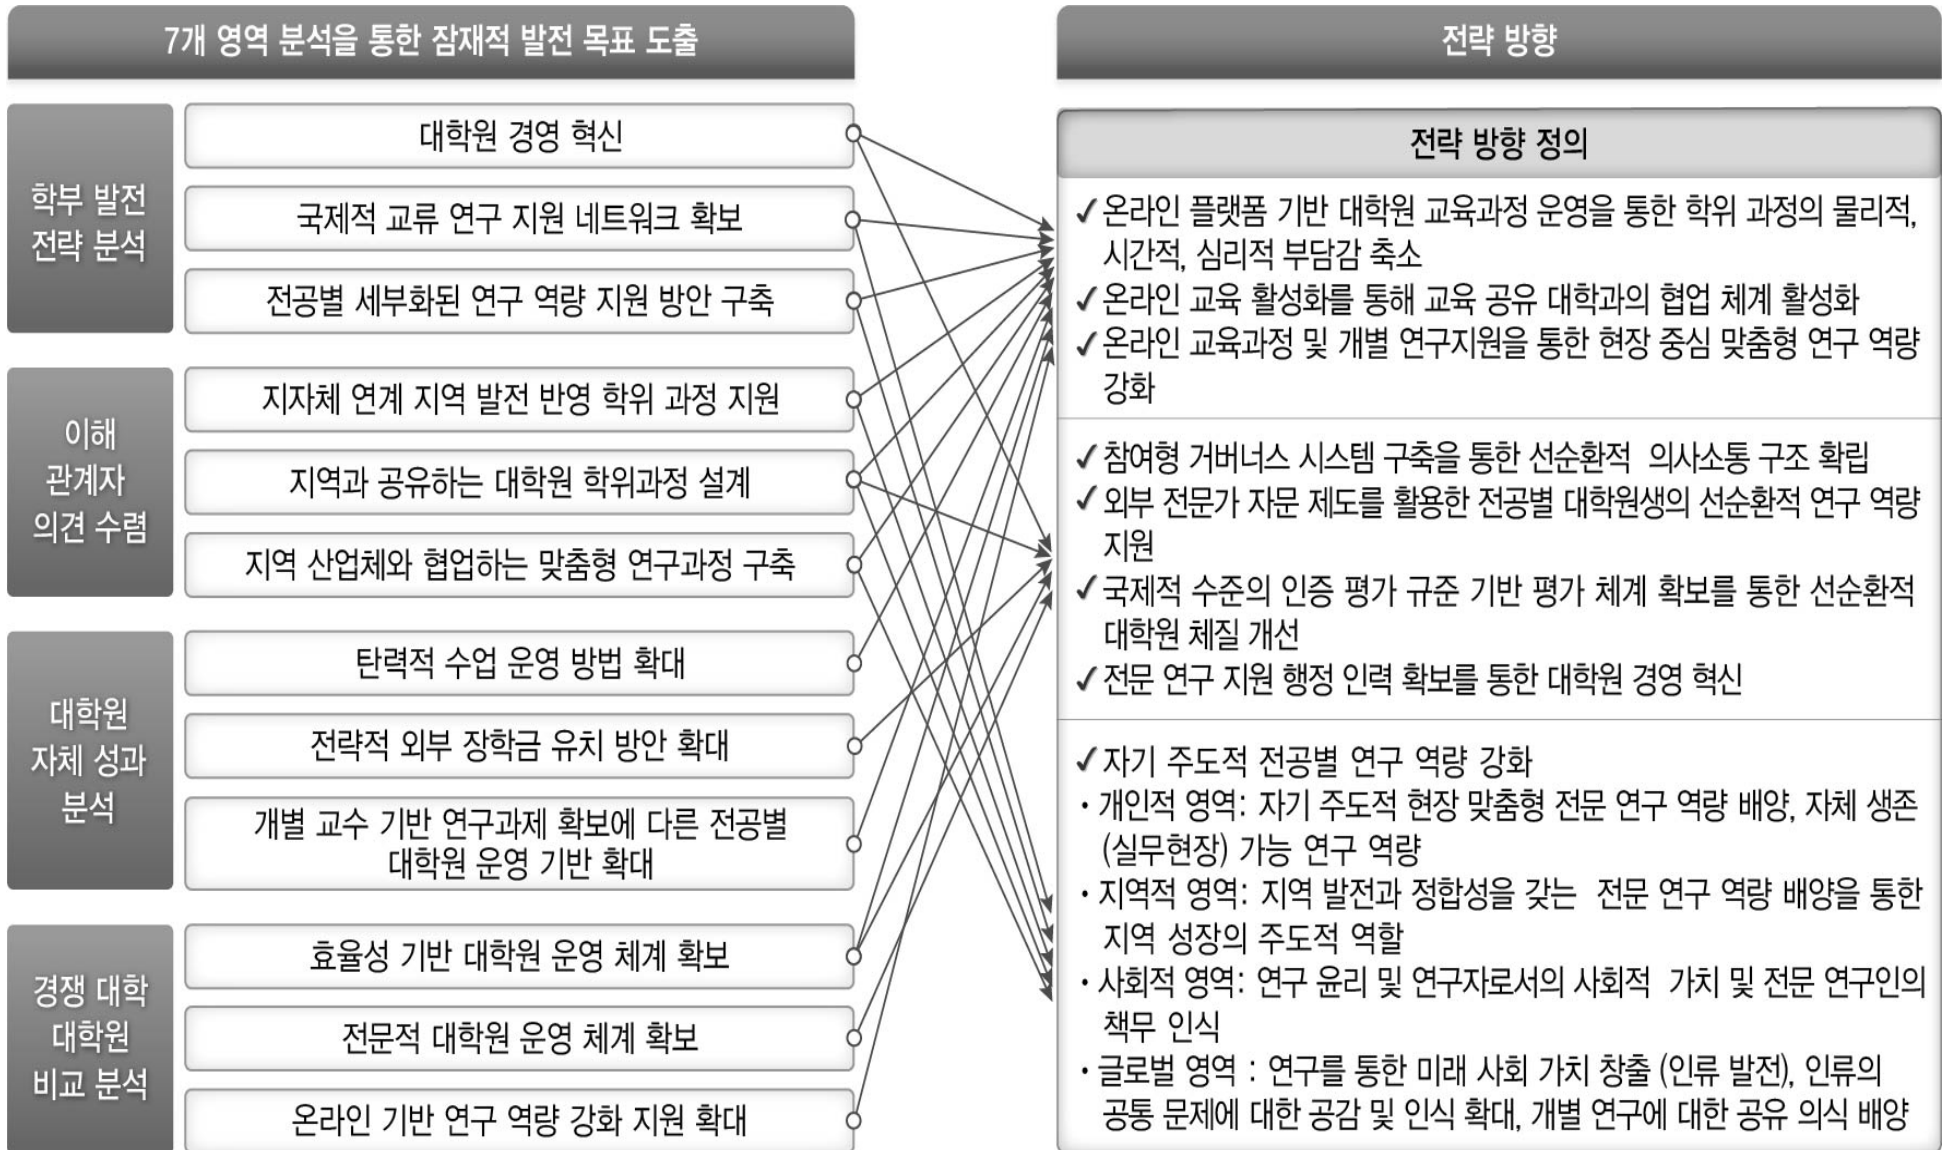 7개 영역 분석을 통한 잠재적 발전 목표 도출
학부 발전
전략 분석
대학원 경영 혁신
국제적 교류 연구 지원 네트워크 확보
전공별 세부화된 연구 역량 지원 방안 구축
이해
관계자
의견 수렴
지자체 연계 지역 발전 반영 학위 과정 지원
지역과 공유하는 대학원 학위과정 설계
지역 산업체와 협업하는 맞춤형 연구과정 구축
대학원
자체 성과
분석
탄력적 수업 운영 방법 확대
전략적 외부 장학금 유치 방안 확대
개별 교수 기반 연구과제 확보에 다른 전공별
대학원 운영 기반 확대
경쟁 대학
대학원
비교 분석
효율성 기반 대학원 운영 체계 확보
전문적 대학원 운영 체계 확보
온라인 기반 연구 역량 강화 지원 확대
전략 방향
전략 방향 정의
✓온라인 플랫폼 기반 대학원 교육과정 운영을 통한 학위 과정의 물리적,
시간적, 심리적 부담감 축소
✓온라인 교육 활성화를 통해 교육 공유 대학과의 협업 체계 활성화
✓온라인 교육과정 및 개별 연구지원을 통한 현장 중심 맞춤형 연구 역량
강화
✓참여형 거버넌스 시스템 구축을 통한 선순환적 의사소통 구조 확립
✓외부 전문가 자문 제도를 활용한 전공별 대학원생의 선순환적 연구 역량
지원
✓국제적 수준의 인증 평가 규준 기반 평가 체계 확보를 통한 선순환적
대학원 체질 개선
✓전문 연구 지원 행정 인력 확보를 통한 대학원 경영 혁신
✓자기 주도적 전공별 연구 역량 강화
· 개인적 영역: 자기 주도적 현장 맞춤형 전문 연구 역량 배양, 자체 생존
(실무현장) 가능 연구 역량
· 지역적 영역: 지역 발전과 정합성을 갖는 전문 연구 역량 배양을 통한
지역 성장의 주도적 역할
· 사회적 영역: 연구 윤리 및 연구자로서의 사회적 가치 및 전문 연구인의
책무 인식
· 글로벌 영역 : 연구를 통한 미래 사회 가치 창출 (인류 발전), 인류의
공통 문제에 대한 공감 및 인식 확대, 개별 연구에 대한 공유 의식 배양